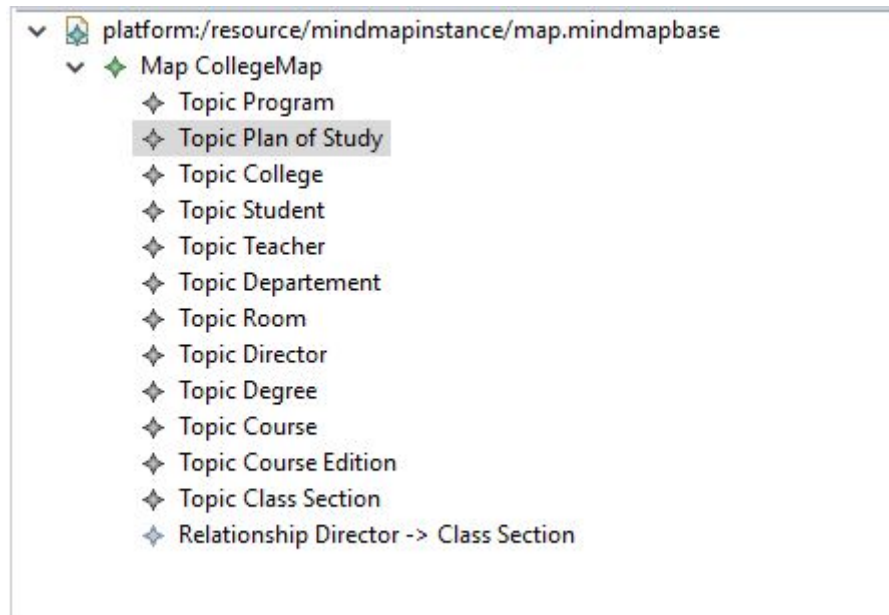 platform:/resource/mindmapinstance/map.mindmapbase
Map CollegeMap
Topic Program
Topic Plan of Study
Topic College
Topic Student
Topic Teacher
Topic Departement
Topic Room
Topic Director
Topic Degree
Topic Course
Topic Course Edition
Topic Class Section
Relationship Director -> Class Section